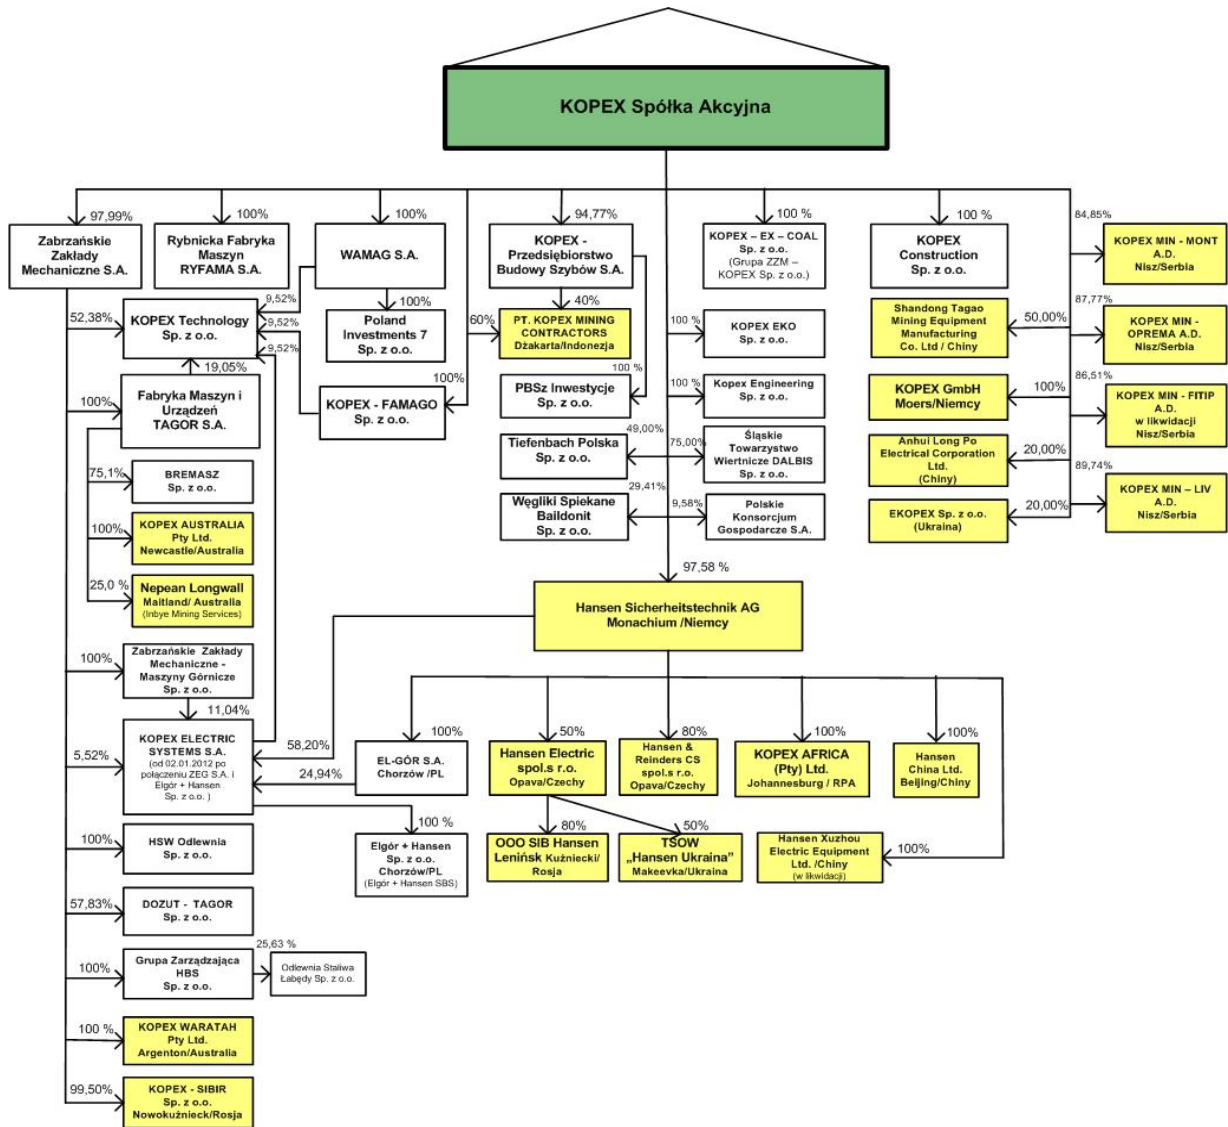 KOPEX Spółka Akcyjna
97,99%
Zabrzańskie
Zakłady
Mechaniczne S.A.
100%
Rybnicka Fabryka
Maszyn
RYFAMA S.A.
100%
WAMAG S.A.
94,77%
KOPEX -
Przedsiębiorstwo
Budowy Szybów S.A.
100 %
KOPEX – EX – COAL
Sp. z o.o.
(Grupa ZZM –
KOPEX Sp. z o.o.)
100 %
KOPEX
Construction
Sp. z o.o.
84,85%
KOPEX MIN - MONT
A.D.
Nisz/Serbia
52,38%
KOPEX Technology
Sp. z o.o.
9,52%
9,52%
9,52%
19,05%
100%
Poland
Investments 7
Sp. z o.o.
60%
40%
PT. KOPEX MINING
CONTRACTORS
Dżakarta/Indonezja
100 %
KOPEX EKO
Sp. z o.o.
Shandong Tagao
Mining Equipment
Manufacturing
Co. Ltd / Chiny
50,00%
87,77%
KOPEX MIN -
OPREMA A.D.
Nisz/Serbia
100%
Fabryka Maszyn i
Urządzeń
TAGOR S.A.
100%
KOPEX - FAMAGO
Sp. z o.o.
100 %
PBSz Inwestycje
Sp. z o.o.
100 %
Kopex Engineering
Sp. z o.o.
KOPEX GmbH
Moers/Niemcy
100%
86,51%
KOPEX MIN - FITIP
A.D.
w likwidacji
Nisz/Serbia
75,1%
BREMASZ
Sp. z o.o.
49,00%
Tiefenbach Polska
Sp. z o.o.
75,00%
Śląskie
Towarzystwo
Wiertnicze DALBIS
Sp. z o.o.
Anhui Long Po
Electrical Corporation
Ltd.
(Chiny)
20,00%
89,74%
KOPEX MIN – LIV
A.D.
Nisz/Serbia
29,41%
Węgliki Spiekane
Baildonit
Sp. z o.o.
9,58%
Polskie
Konsorcjum
Gospodarcze S.A.
EKOPEX Sp. z o.o.
(Ukraina)
20,00%
100%
KOPEX AUSTRALIA
Pty Ltd.
Newcastle/Australia
25,0 %
Nepean Longwall
Maitland/ Australia
(Inbye Mining Services)
97,58 %
Hansen Sicherheitstechnik AG
Monachium /Niemcy
100%
Zabrzańskie Zakłady
Mechaniczne -
Maszyny Górnicze
Sp. z o.o.
11,04%
5,52%
KOPEX ELECTRIC
SYSTEMS S.A.
(od 02.01.2012 po
połączeniu ZEG S.A. i
Elgór + Hansen
Sp. z o.o. )
58,20%
24,94%
100%
EL-GÓR S.A.
Chorzów /PL
50%
Hansen Electric
spol.s r.o.
Opava/Czechy
80%
Hansen &
Reinders CS
spol.s r.o.
Opava/Czechy
100%
KOPEX AFRICA
(Pty) Ltd.
Johannesburg / RPA
100%
Hansen
China Ltd.
Beijing/Chiny
100%
HSW Odlewnia
Sp. z o.o.
100 %
Elgór + Hansen
Sp. z o.o.
Chorzów/PL
(Elgór + Hansen SBS)
80%
OOO SIB Hansen
Lenińsk Kuźniecki/
Rosja
50%
TSOW
„Hansen Ukraina”
Makeevka/Ukraina
Hansen Xuzhou
Electric Equipment
Ltd. /Chiny
(w likwidacji)
100%
57,83%
DOZUT - TAGOR
Sp. z o.o.
100%
Grupa Zarządzająca
HBS
Sp. z o.o.
25,63 %
Odlewnia Staliwa
Łabędy Sp. z o.o.
100 %
KOPEX WARATAH
Pty Ltd.
Argenton/Australia
99,50%
KOPEX - SIBIR
Sp. z o.o.
Nowokuźnieck/Rosja